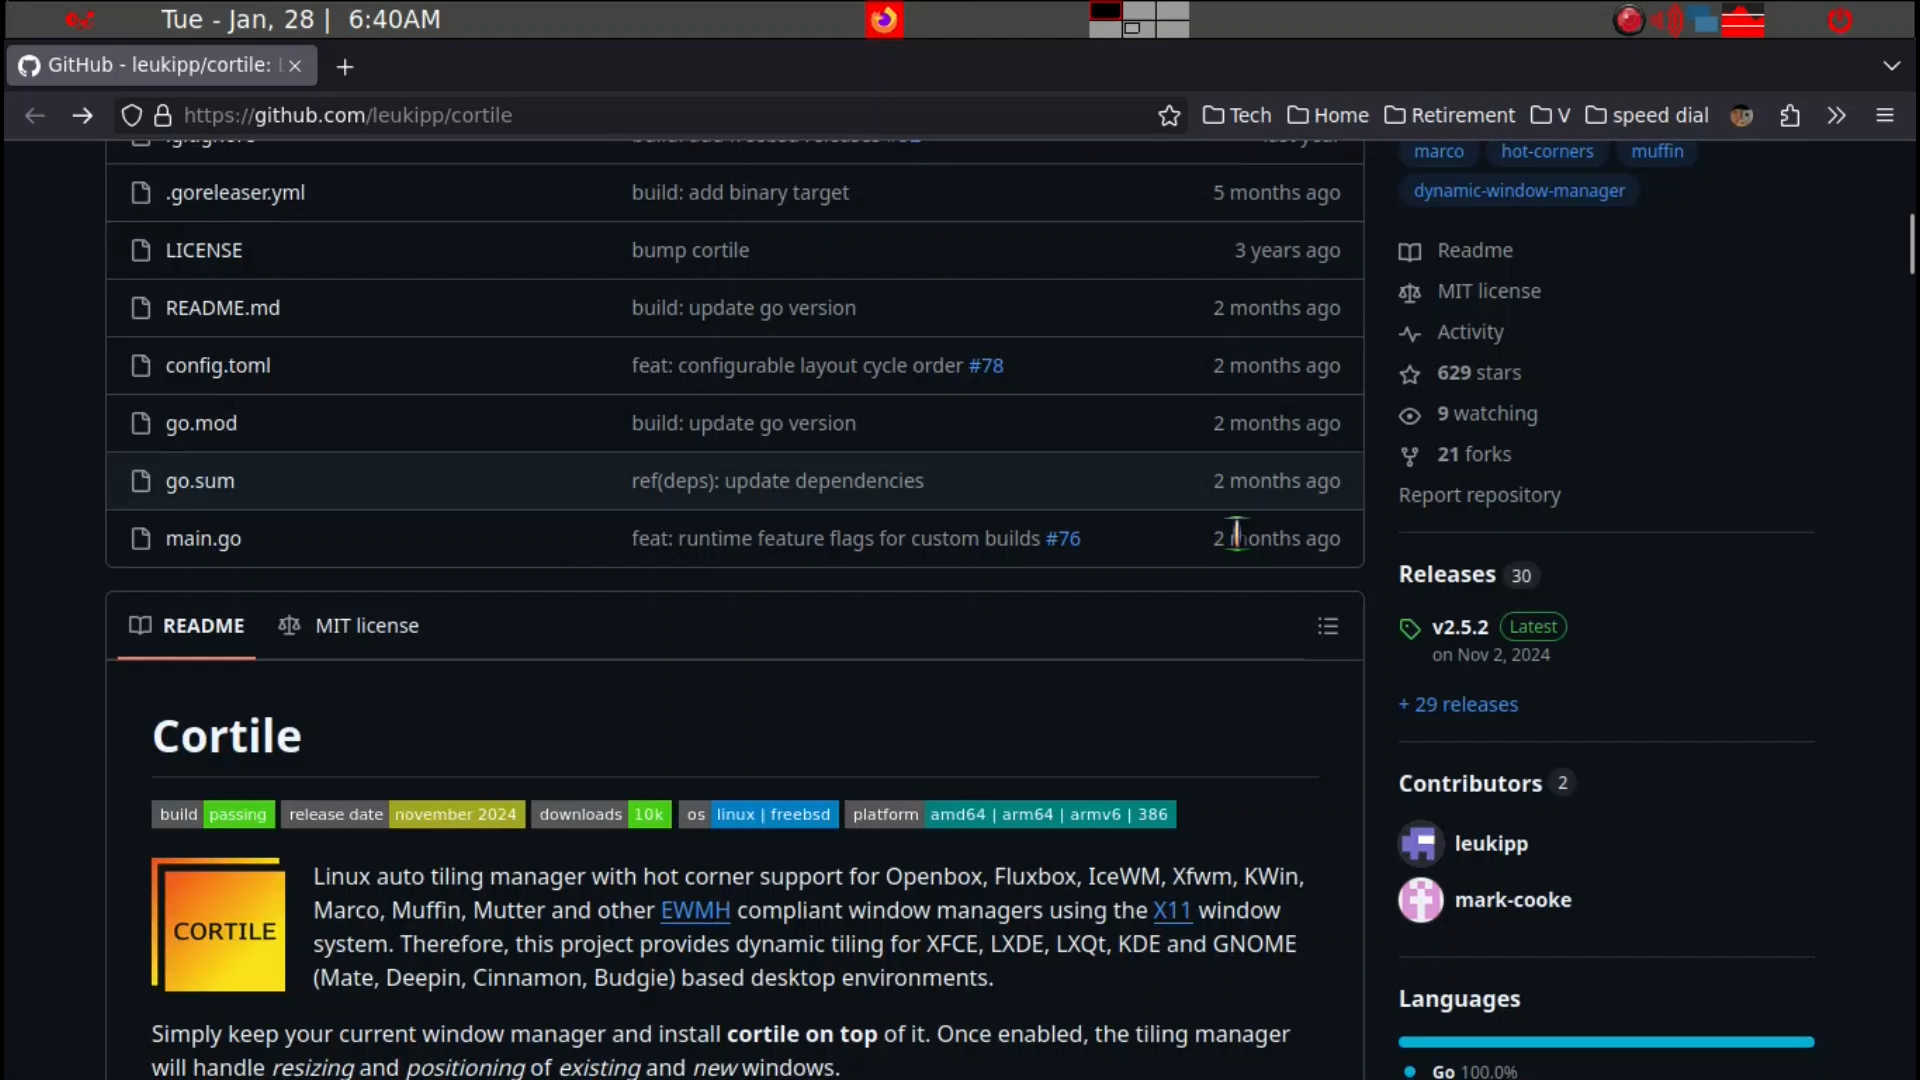 Tue - Jan, 28 | 6:40AM
GitHub - leukipp/cortile:
https://github.com/leukipp/cortile
Tech Home Retirement V speed dial
.goreleaser.yml build: add binary target 5 months ago
LICENSE bump cortile 3 years ago
README.md build: update go version 2 months ago
config.toml feat: configurable layout cycle order #78 2 months ago
go.mod build: update go version 2 months ago
go.sum ref(deps): update dependencies 2 months ago
main.go feat: runtime feature flags for custom builds #76 2 months ago
README MIT license
Cortile
build passing release date november 2024 downloads 10k os linux | freebsd platform amd64 | arm64 | armv6 | 386
CORTILE
Linux auto tiling manager with hot corner support for Openbox, Fluxbox, IceWM, Xfwm, KWin,
Marco, Muffin, Mutter and other EWMH compliant window managers using the X11 window
system. Therefore, this project provides dynamic tiling for XFCE, LXDE, LXQt, KDE and GNOME
(Mate, Deepin, Cinnamon, Budgie) based desktop environments.
Simply keep your current window manager and install cortile on top of it. Once enabled, the tiling manager
will handle resizing and positioning of existing and new windows.
marco hot-corners muffin
dynamic-window-manager
Readme
MIT license
Activity
629 stars
9 watching
21 forks
Report repository
Releases 30
v2.5.2 Latest
on Nov 2, 2024
+ 29 releases
Contributors 2
leukipp
mark-cooke
Languages
Go 100.0%